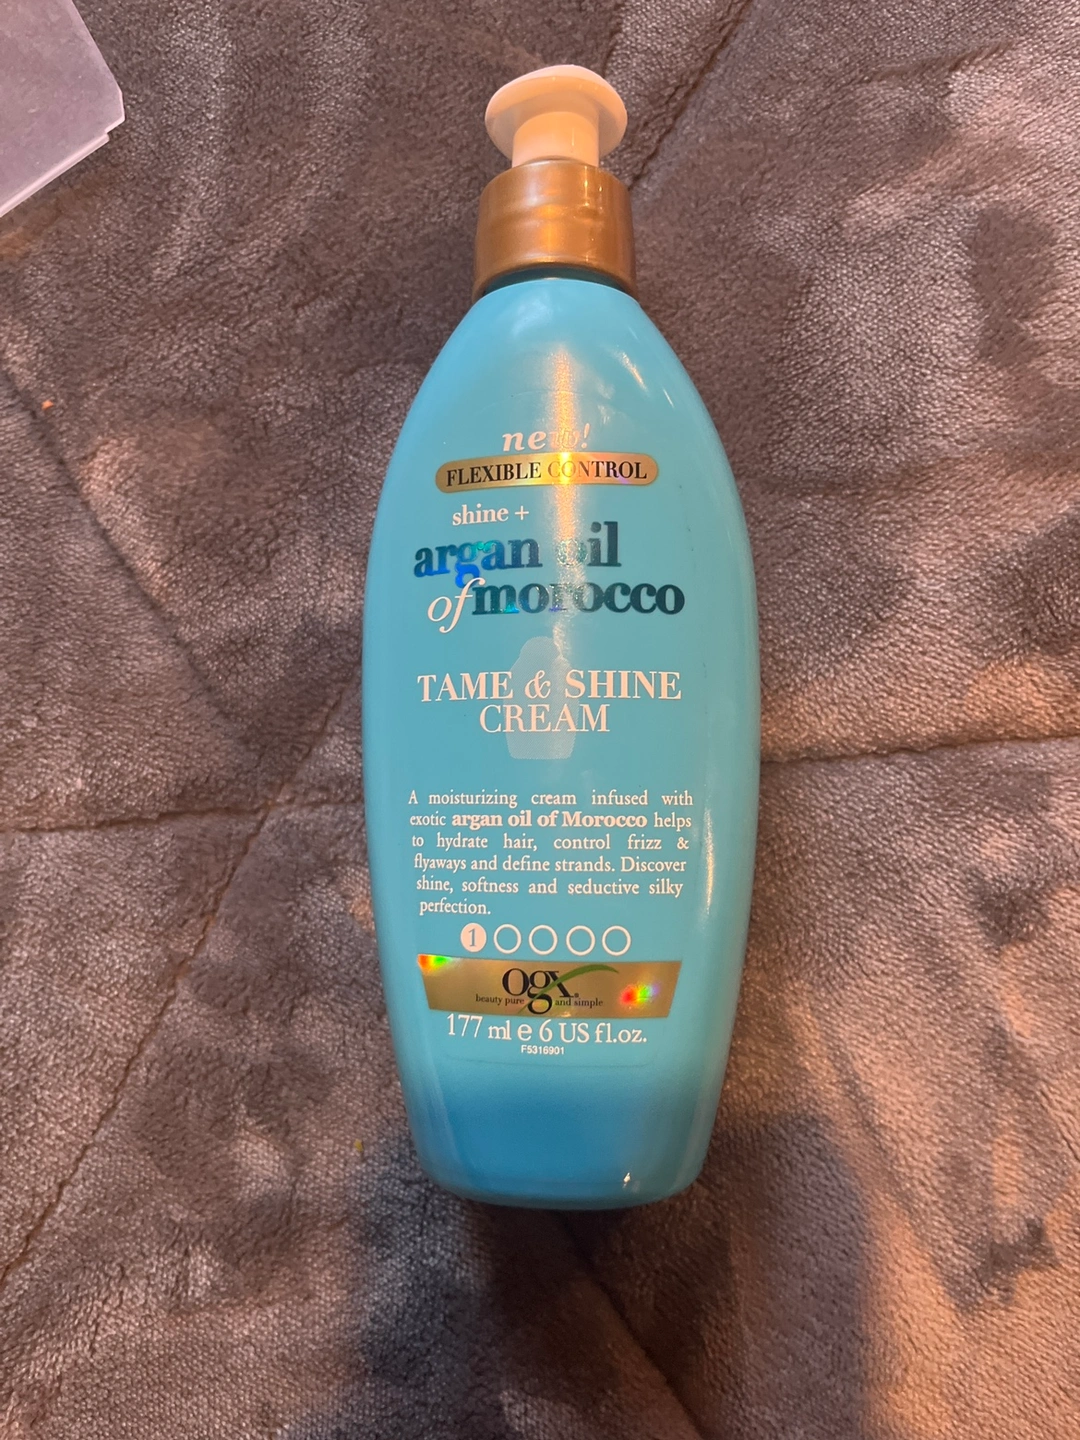 new!
FLEXIBLE CONTROL
shine +
argan oil
of morocco
TAME & SHINE
CREAM
A moisturizing cream infused with
exotic argan oil of Morocco helps
to hydrate hair, control frizz &
flyaways and define strands. Discover
shine, softness and seductive silky
perfection.
1
ogx
beauty pure and simple
177 ml e 6 US fl.oz.
F5316901